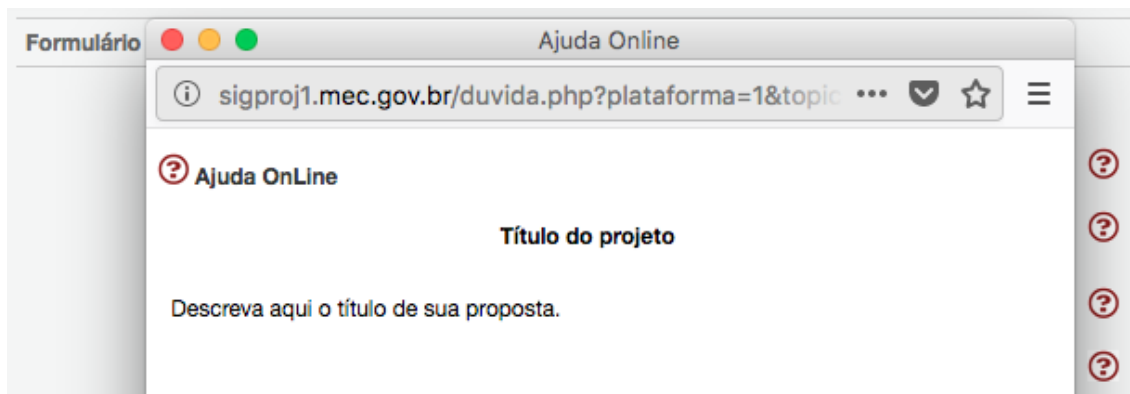 Formulário
Ajuda Online
sigproj1.mec.gov.br/duvida.php?plataforma=1&topic
Ajuda OnLine
Título do projeto
Descreva aqui o título de sua proposta.